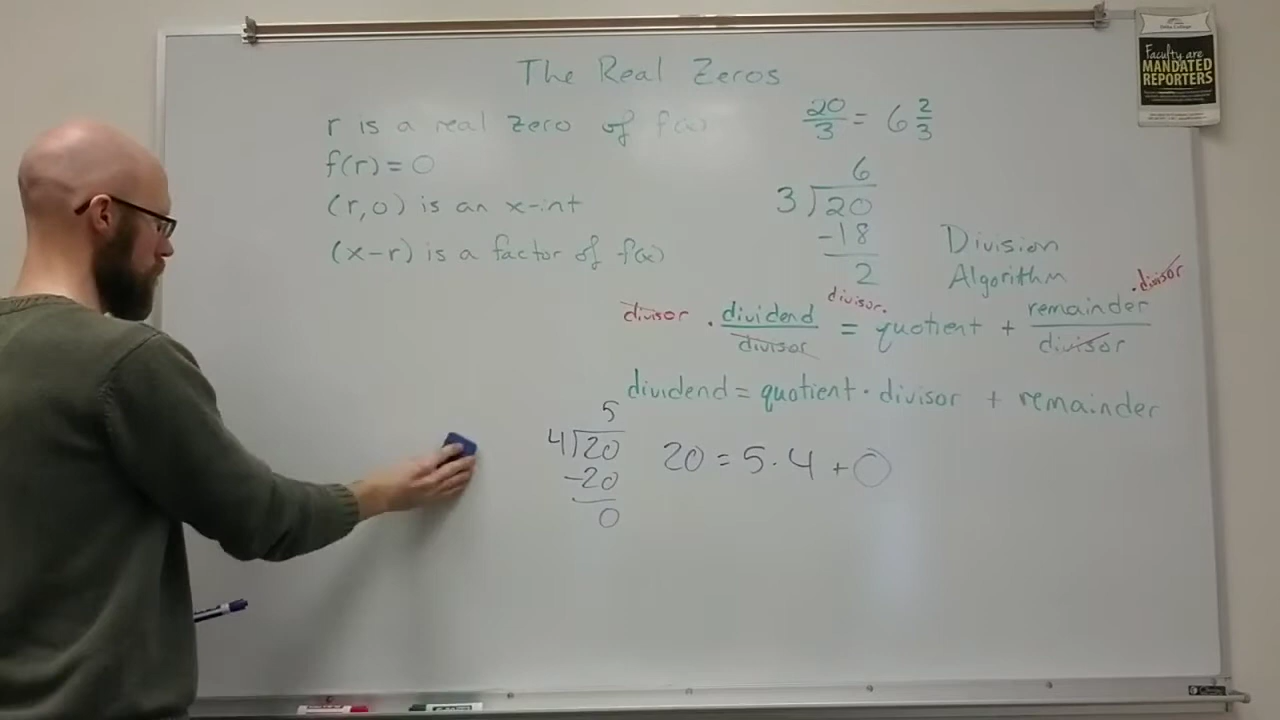 The Real Zeros
r is a real zero of f(x)
f(r) = 0
(r,0) is an x-int
(x-r) is a factor of f(x)
20/3 = 6 2/3
6
3 ) 20
-18
2
Division
Algorithm
divisor · dividend/divisor = divisor · quotient + remainder/divisor · divisor
dividend = quotient · divisor + remainder
5
4 ) 20
-20
0
20 = 5 · 4 + 0
Faculty are
MANDATED
REPORTERS